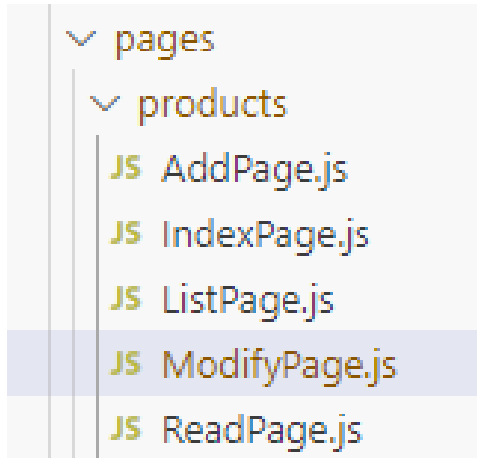 pages
products
JS AddPage.js
JS IndexPage.js
JS ListPage.js
JS ModifyPage.js
JS ReadPage.js